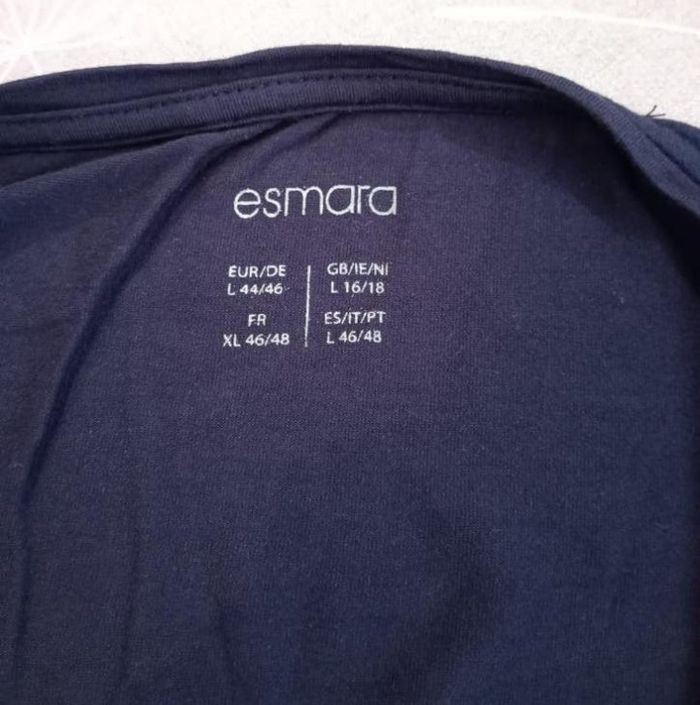 esmara
EUR/DE
L 44/46
GB/IE/NI
L 16/18
FR
XL 46/48
ES/IT/PT
L 46/48